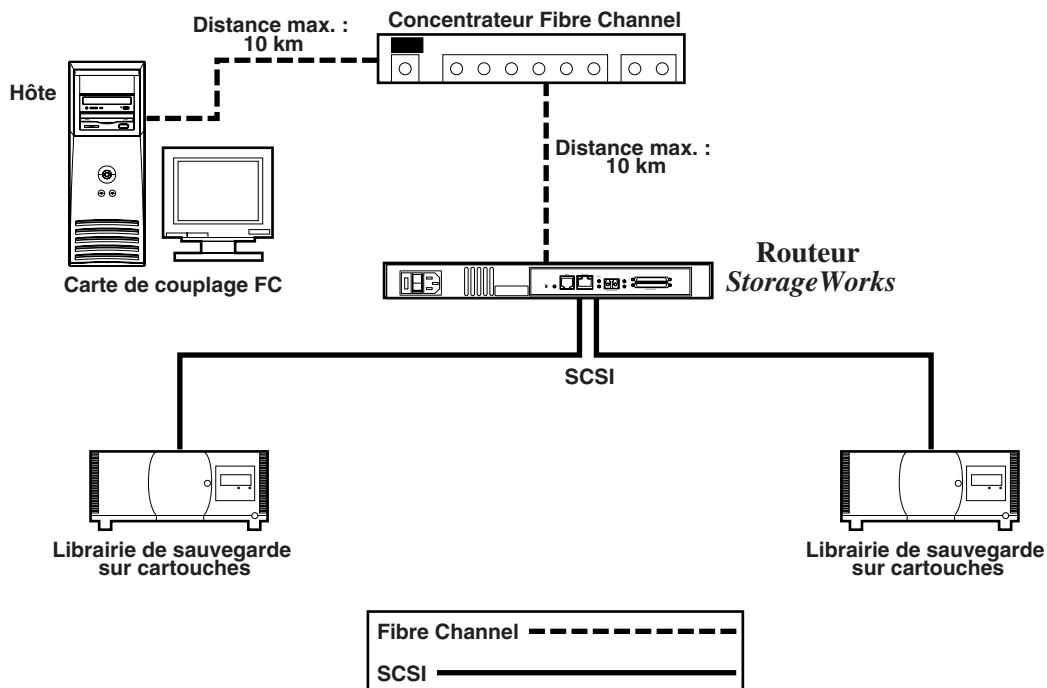 Concentrateur Fibre Channel
Distance max. :
10 km
Hôte
Distance max. :
10 km
Carte de couplage FC
Routeur
StorageWorks
SCSI
Librairie de sauvegarde
sur cartouches
Librairie de sauvegarde
sur cartouches
Fibre Channel
SCSI